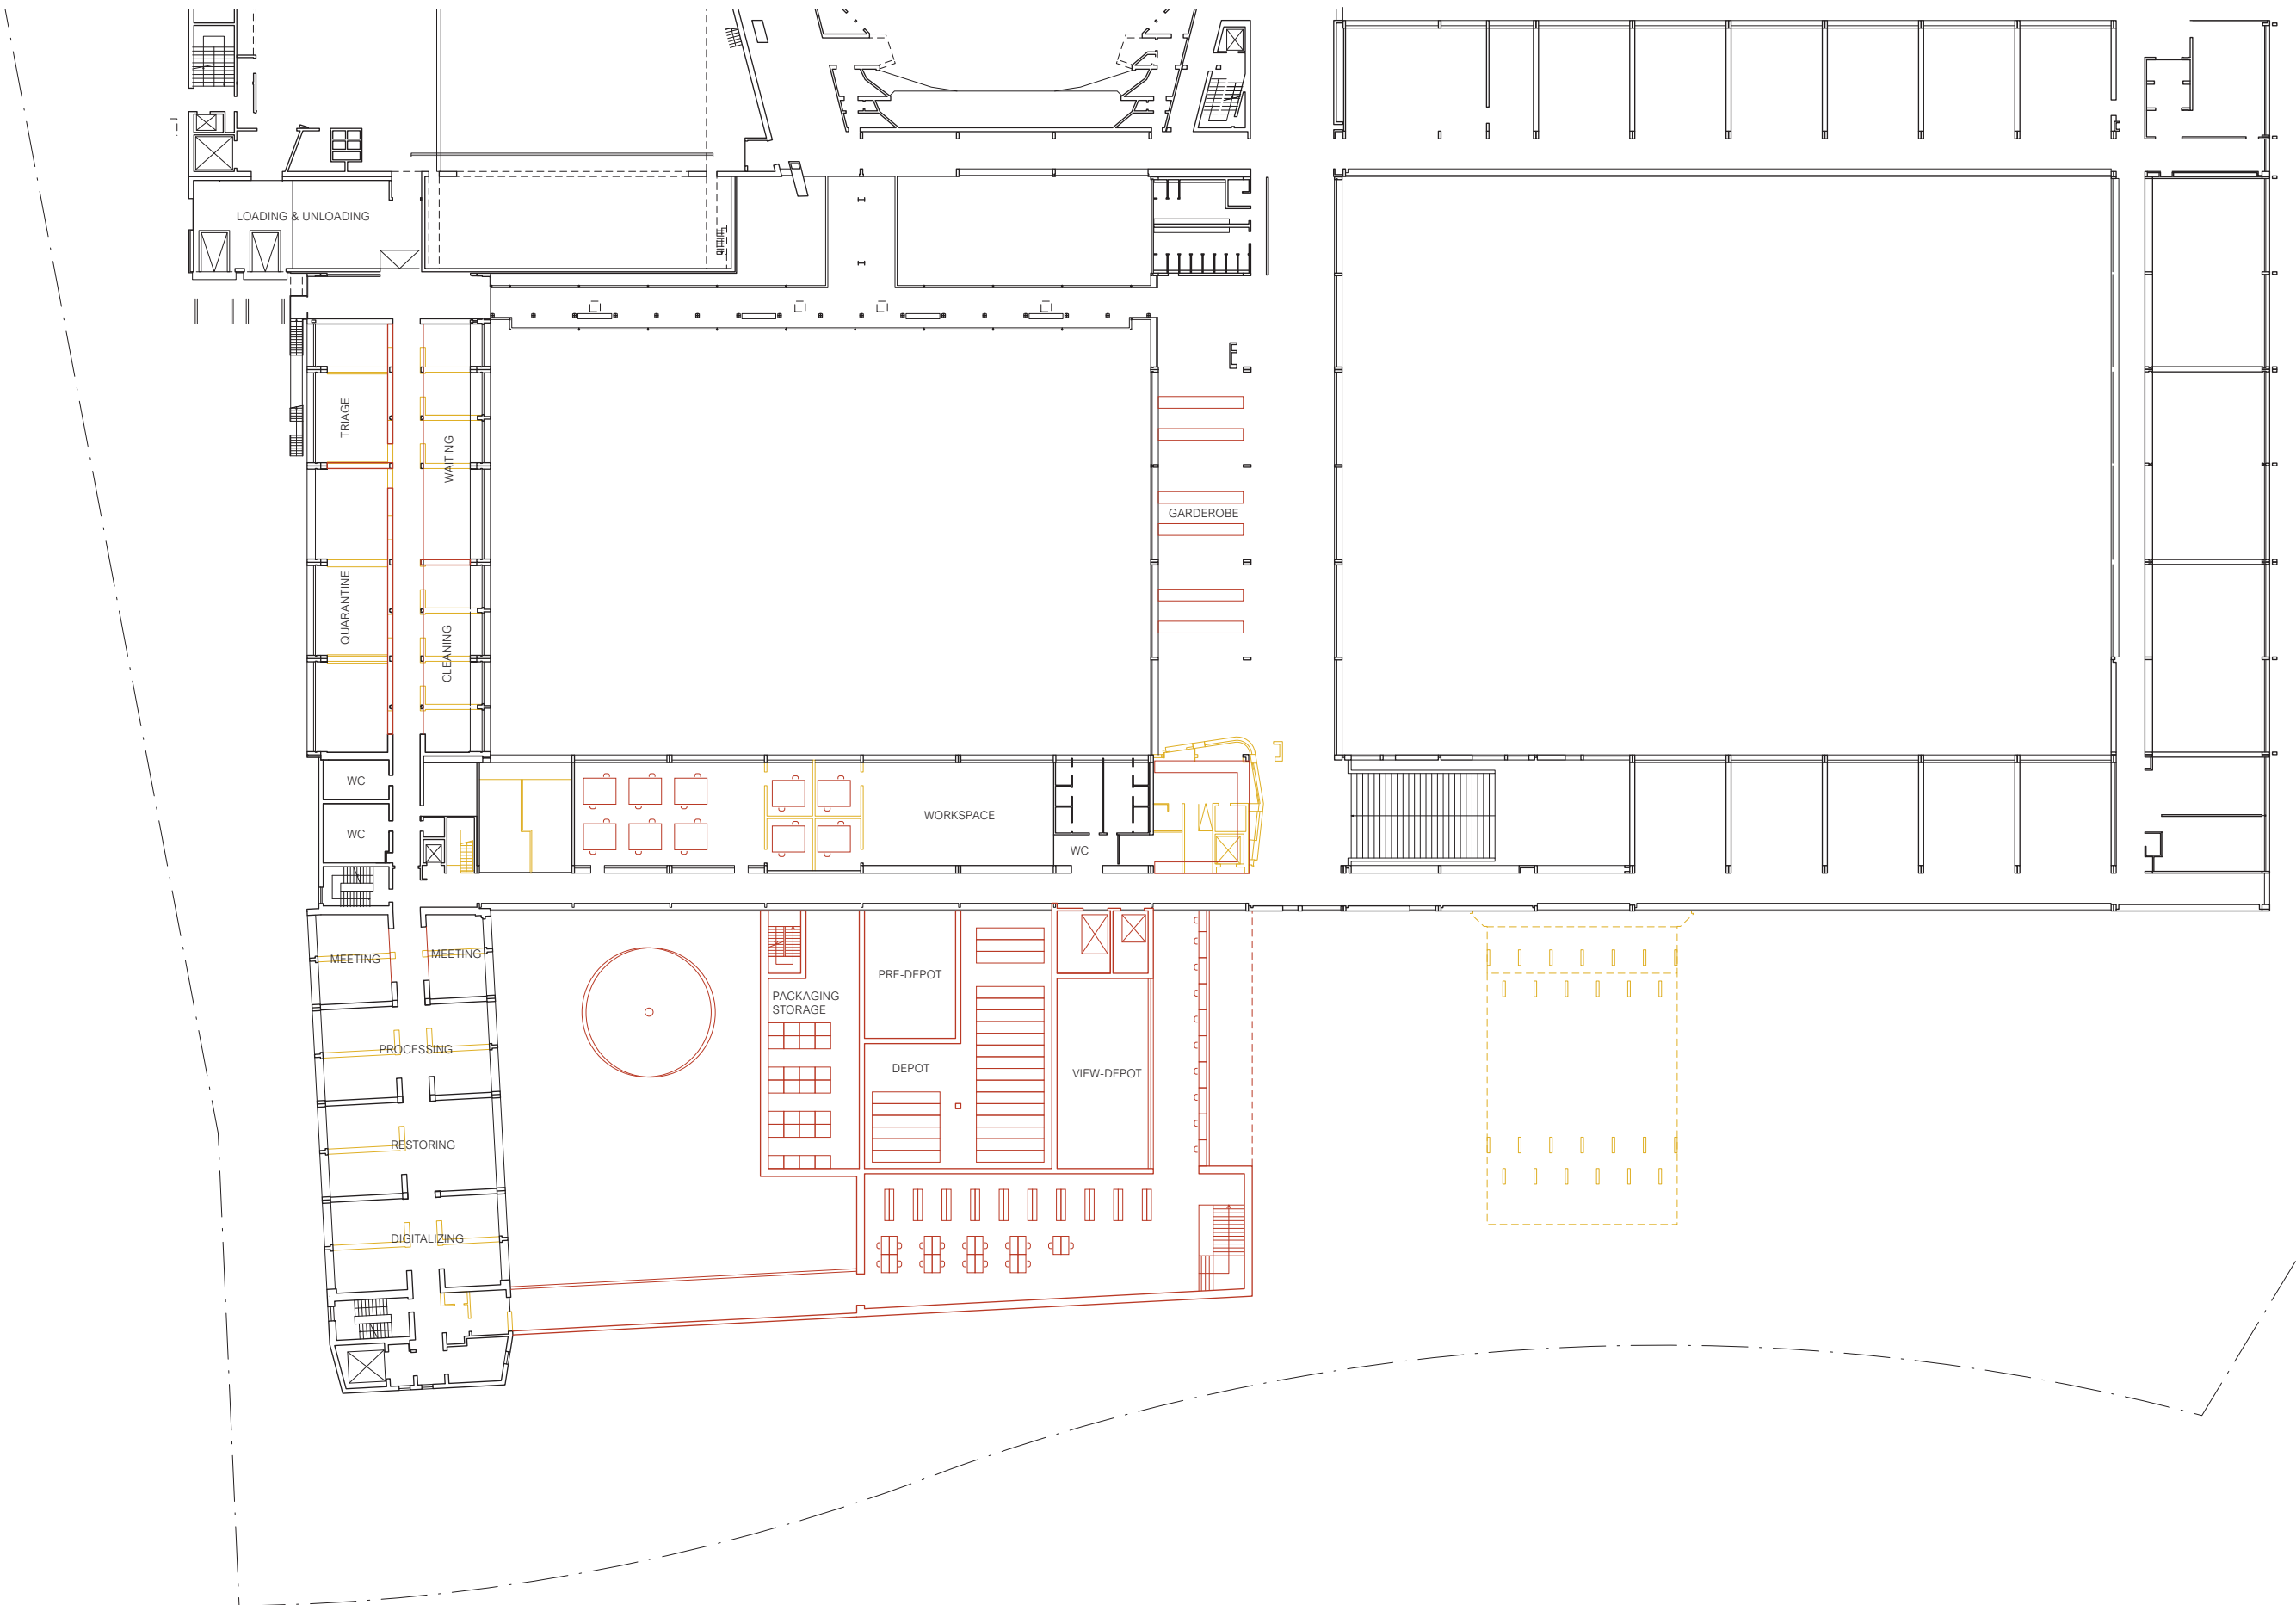 LOADING & UNLOADING
TRIAGE
WAITING
GARDEROBE
QUARANTINE
CLEANING
WC
WC
WORKSPACE
WC
MEETING
MEETING
PRE-DEPOT
PACKAGING
STORAGE
PROCESSING
DEPOT
VIEW-DEPOT
RESTORING
DIGITALIZING